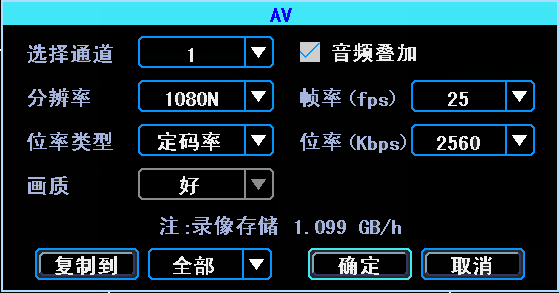 AV
选择通道 1 音频叠加
分辨率 1080N 帧率(fps) 25
位率类型 定码率 位率(Kbps) 2560
画质 好
注:录像存储 1.099 GB/h
复制到 全部 确定 取消